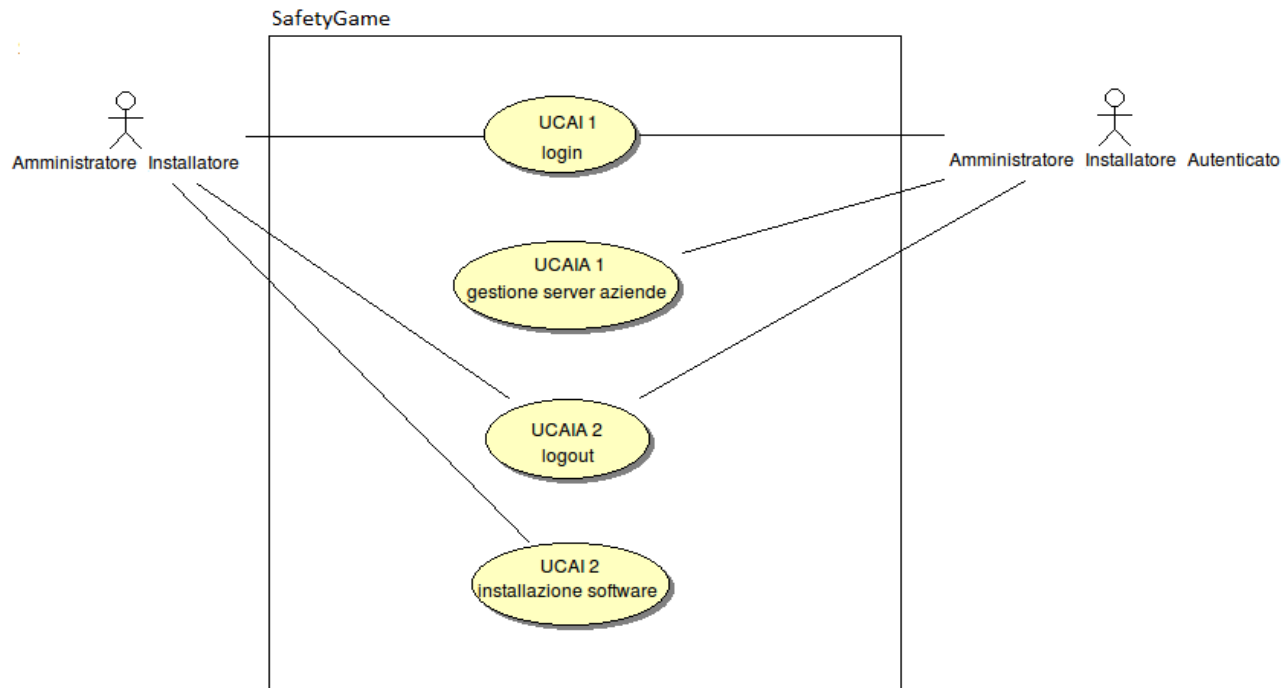 SafetyGame
UCAI 1
login
Amministratore Installatore
Amministratore Installatore Autenticato
UCAIA 1
gestione server aziende
UCAIA 2
logout
UCAI 2
installazione software